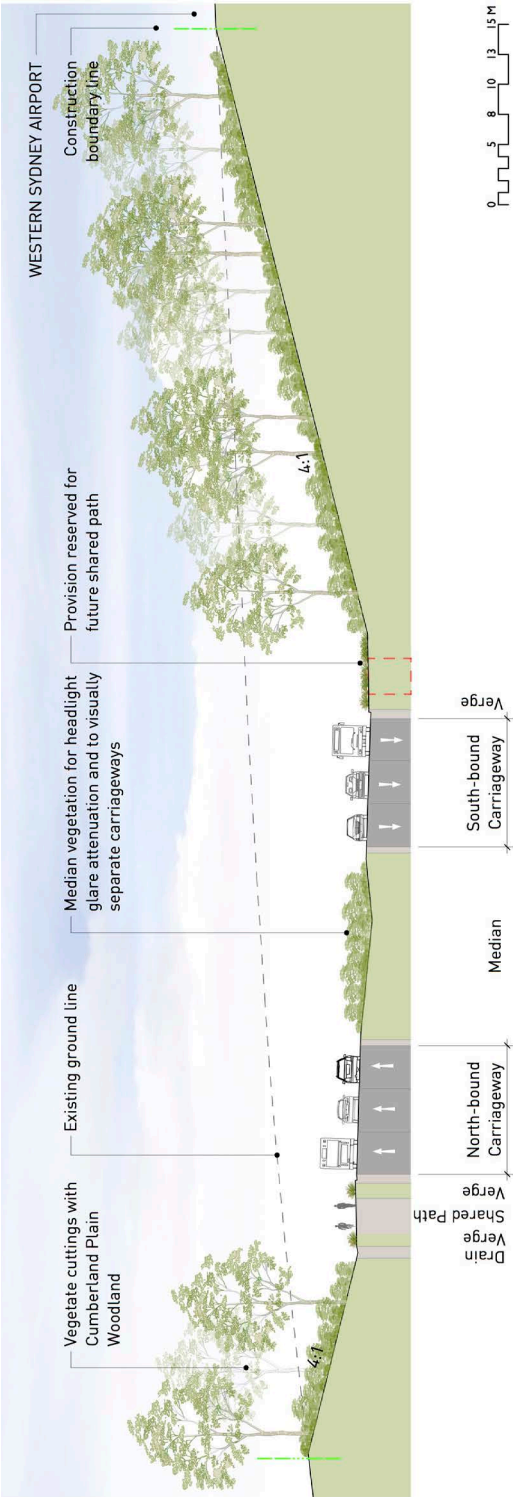 Vegetate cuttings with
Cumberland Plain
Woodland
Existing ground line
Median vegetation for headlight
glare attenuation and to visually
separate carriageways
Provision reserved for
future shared path
WESTERN SYDNEY AIRPORT
Construction
boundary line
4:1
4:1
Drain
Verge
Shared Path
Verge
North-bound
Carriageway
Median
South-bound
Carriageway
Verge
0 5 8 10 13 15 M